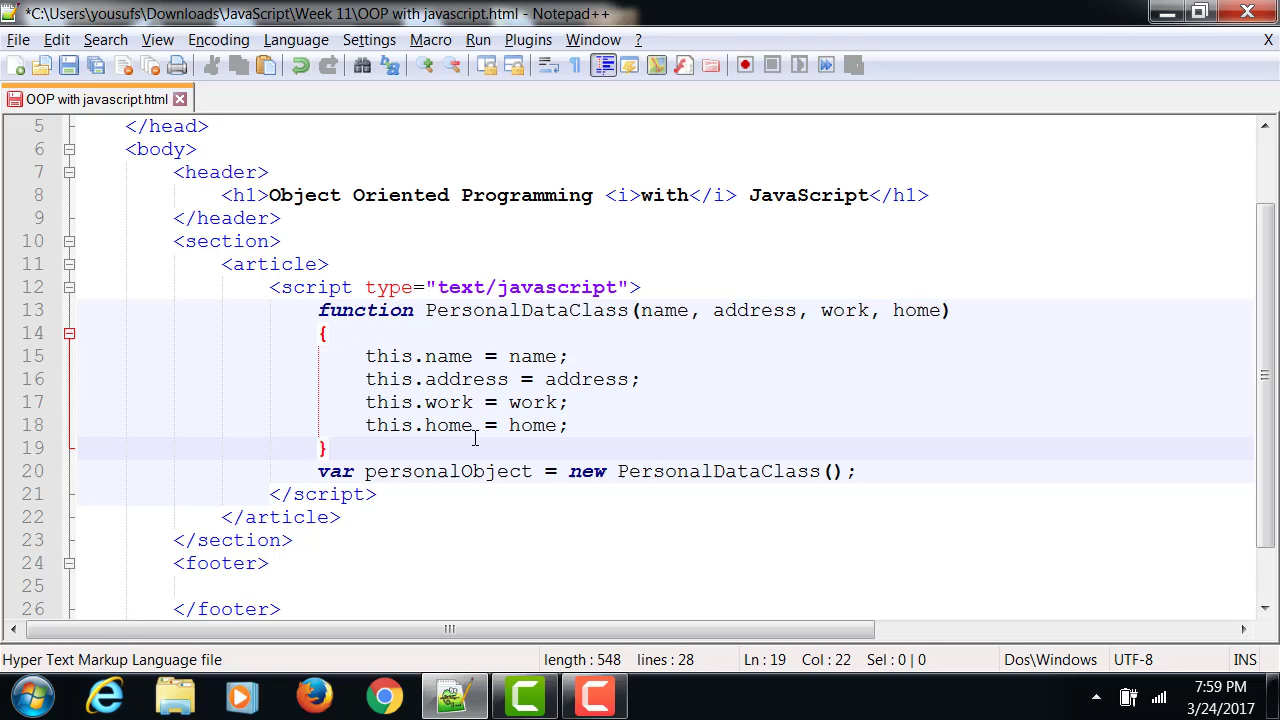 *C:\Users\yousufs\Downloads\JavaScript\Week 11\OOP with javascript.html - Notepad++
File Edit Search View Encoding Language Settings Macro Run Plugins Window ? X
OOP with javascript.html
5 </head>
6 <body>
7 <header>
8 <h1>Object Oriented Programming <i>with</i> JavaScript</h1>
9 </header>
10 <section>
11 <article>
12 <script type="text/javascript">
13 function PersonalDataClass(name, address, work, home)
14 {
15 this.name = name;
16 this.address = address;
17 this.work = work;
18 this.home = home;
19 }
20 var personalObject = new PersonalDataClass();
21 </script>
22 </article>
23 </section>
24 <footer>
25
26 </footer>
Hyper Text Markup Language file length : 548 lines : 28 Ln : 19 Col : 22 Sel : 0 | 0 Dos\Windows UTF-8 INS
7:59 PM
3/24/2017